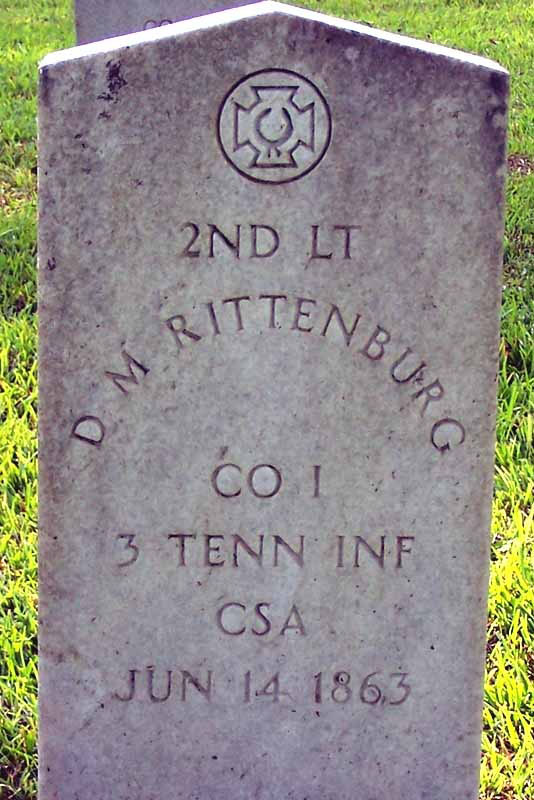 2ND LT
D M RITTENBURG
CO I
3 TENN INF
CSA
JUN 14 1863